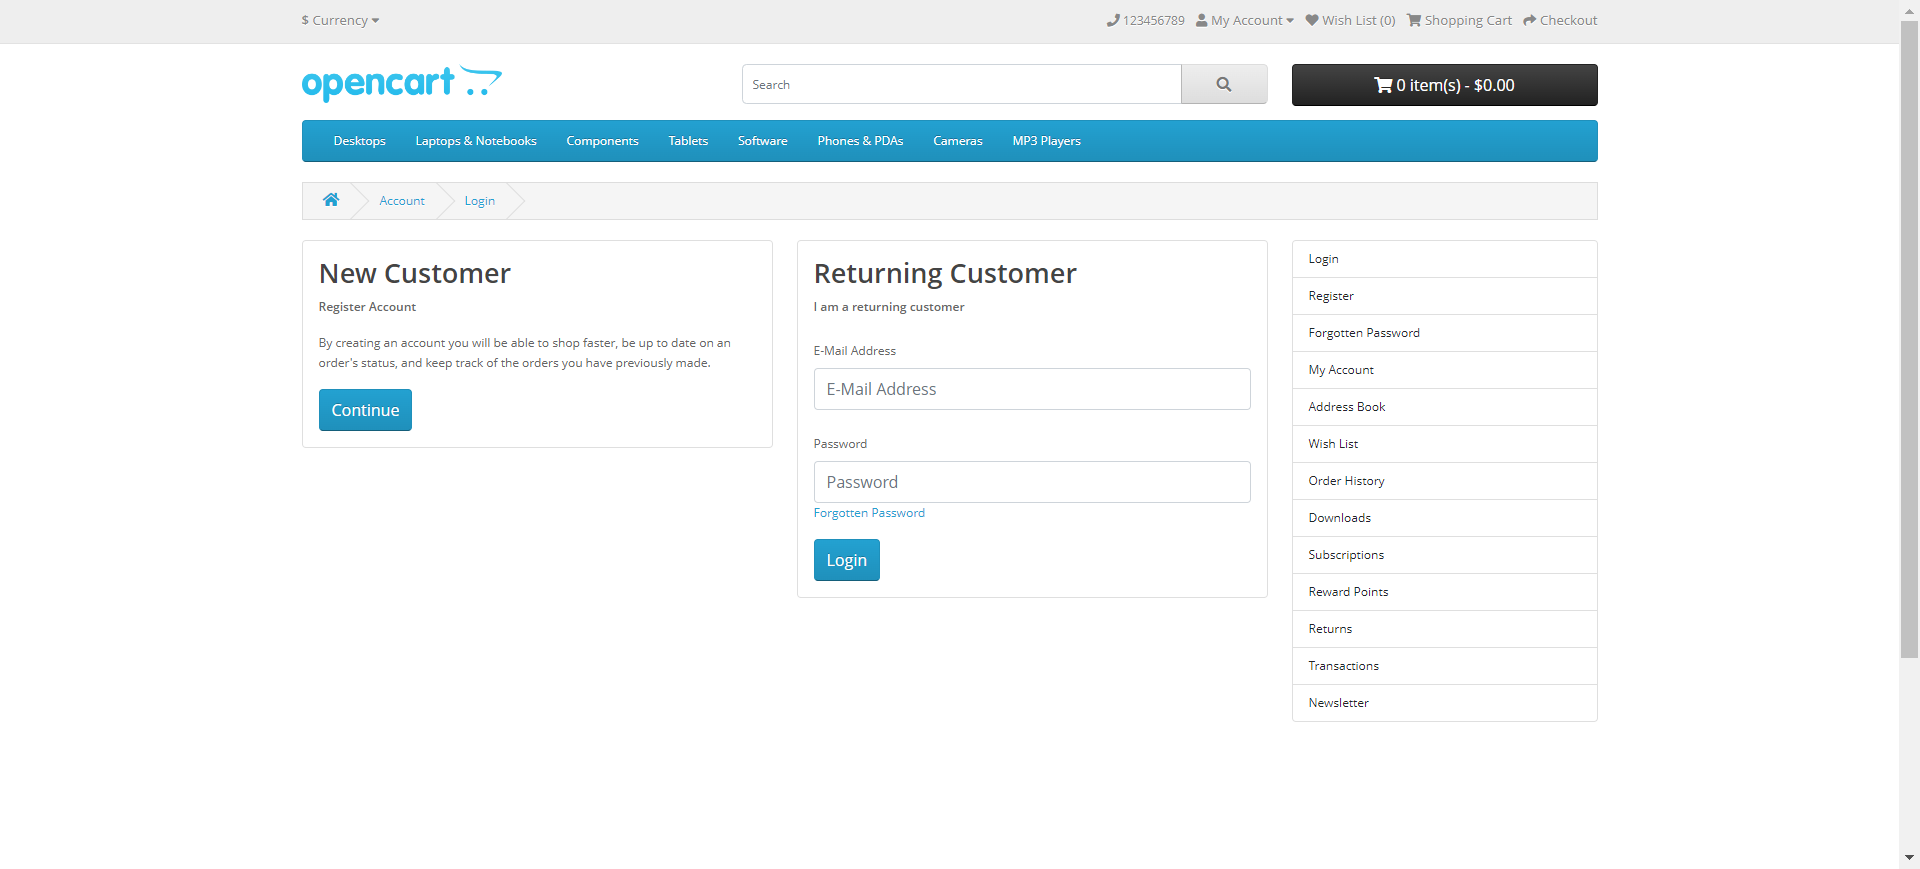 $ Currency
123456789 My Account Wish List (0) Shopping Cart Checkout
opencart
Search
0 item(s) - $0.00
Desktops Laptops & Notebooks Components Tablets Software Phones & PDAs Cameras MP3 Players
Account Login
New Customer
Register Account
By creating an account you will be able to shop faster, be up to date on an
order's status, and keep track of the orders you have previously made.
Continue
Returning Customer
I am a returning customer
E-Mail Address
E-Mail Address
Password
Password
Forgotten Password
Login
Login
Register
Forgotten Password
My Account
Address Book
Wish List
Order History
Downloads
Subscriptions
Reward Points
Returns
Transactions
Newsletter